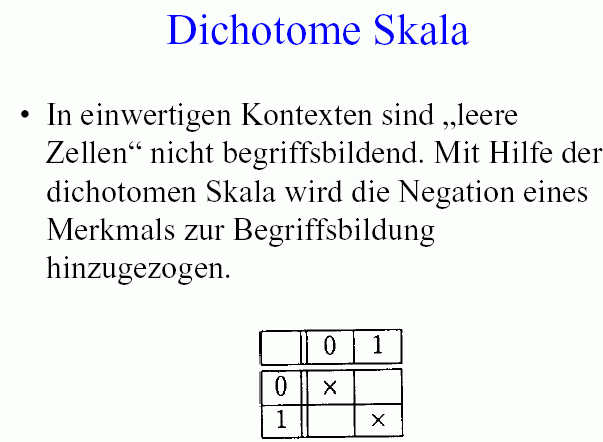 Dichotome Skala
• In einwertigen Kontexten sind „leere
Zellen“ nicht begriffsbildend. Mit Hilfe der
dichotomen Skala wird die Negation eines
Merkmals zur Begriffsbildung
hinzugezogen.
0 1
0 ×
1 ×